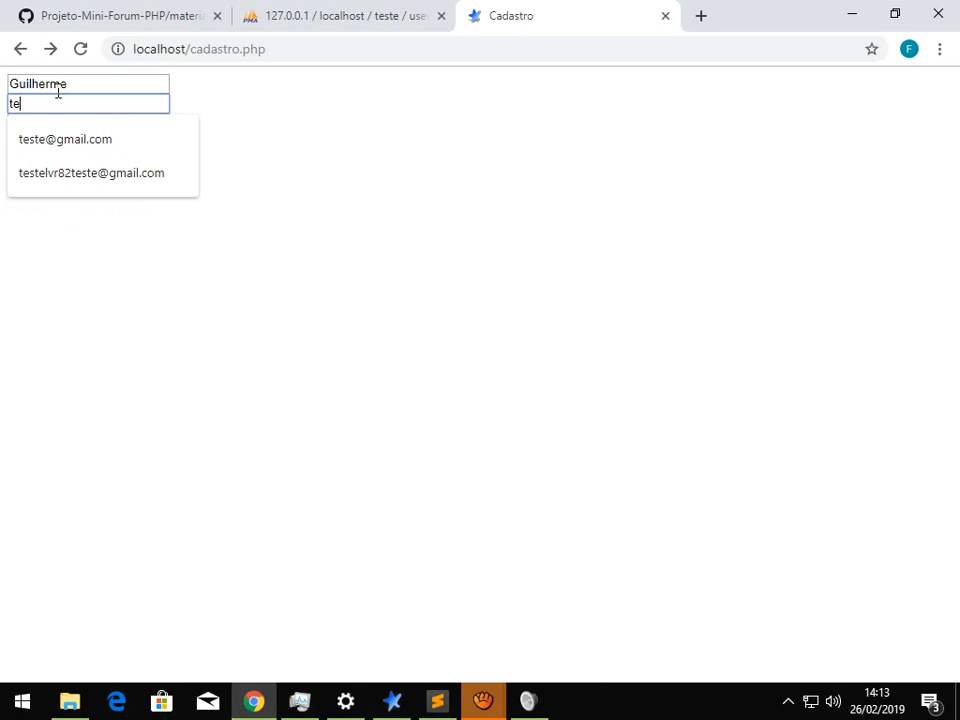 Projeto-Mini-Forum-PHP/materia
127.0.0.1 / localhost / teste / use
Cadastro
localhost/cadastro.php
F
Guilherme
te
teste@gmail.com
testelvr82teste@gmail.com
14:13
26/02/2019
3